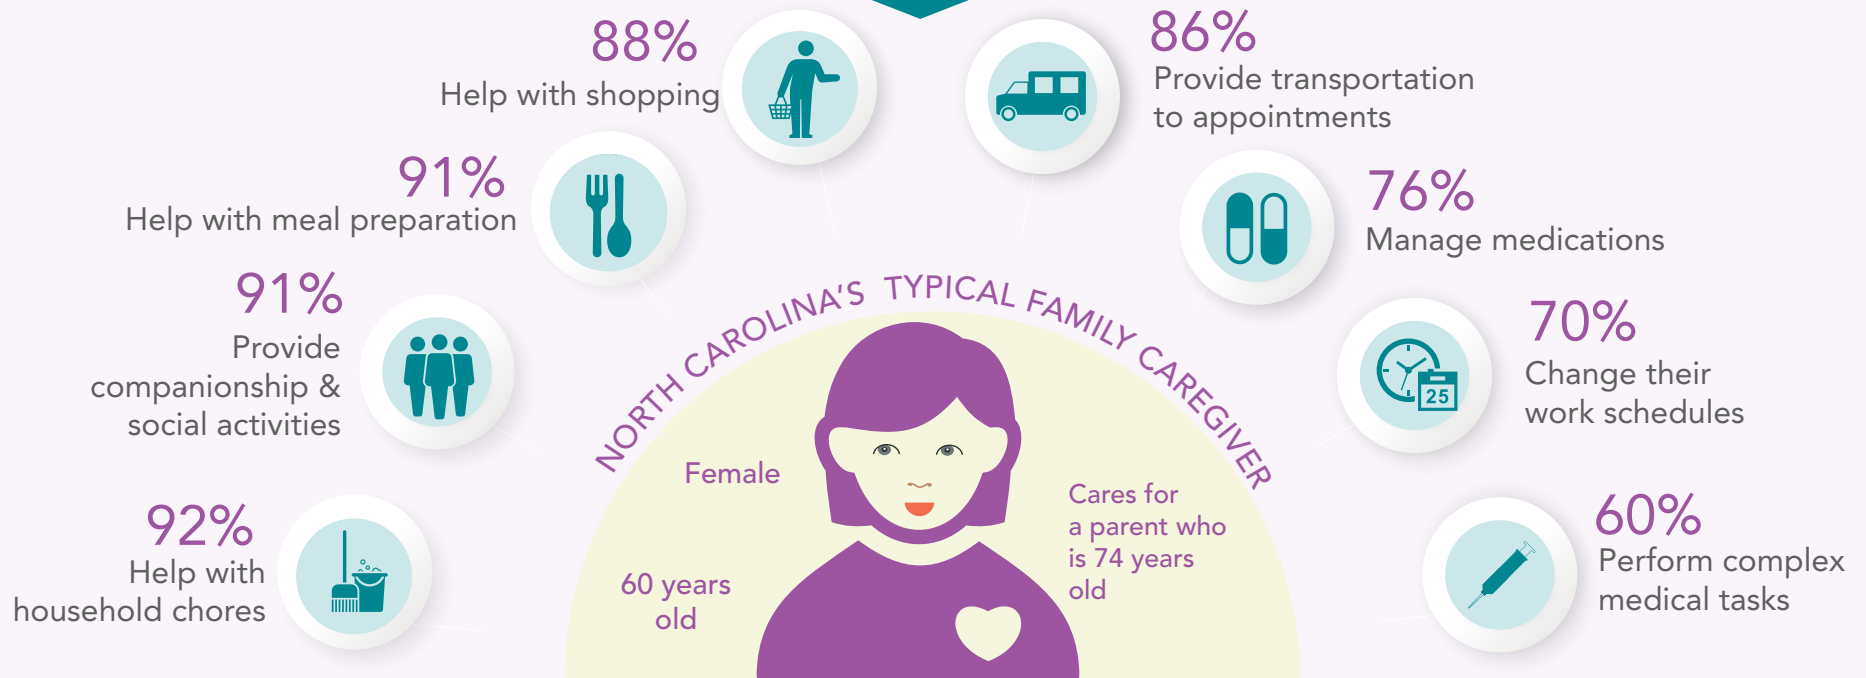 88%
Help with shopping
86%
Provide transportation
to appointments
91%
Help with meal preparation
76%
Manage medications
91%
Provide
companionship &
social activities
70%
Change their
work schedules
25
92%
Help with
household chores
60%
Perform complex
medical tasks
NORTH CAROLINA'S TYPICAL FAMILY CAREGIVER
Female
60 years
old
Cares for
a parent who
is 74 years
old